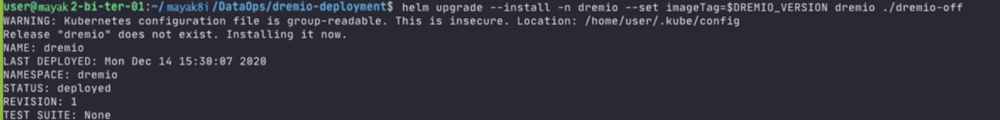 user@mayak2-bi-ter-01:~/mayak8i/DataOps/dremio-deployment$ helm upgrade --install -n dremio --set imageTag=$DREMIO_VERSION dremio ./dremio-off
WARNING: Kubernetes configuration file is group-readable. This is insecure. Location: /home/user/.kube/config
Release "dremio" does not exist. Installing it now.
NAME: dremio
LAST DEPLOYED: Mon Dec 14 15:30:07 2020
NAMESPACE: dremio
STATUS: deployed
REVISION: 1
TEST SUITE: None